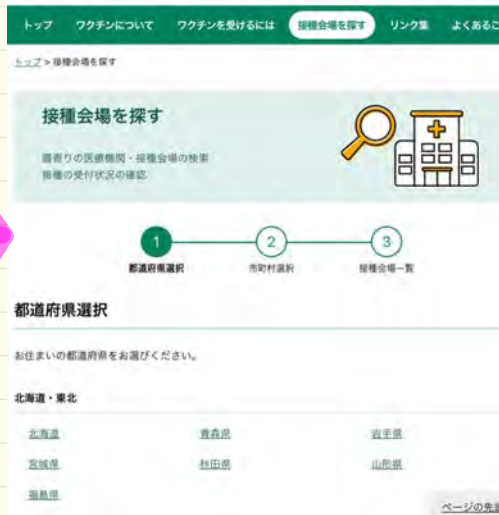 トップ ワクチンについて ワクチンを受けるには 接種会場を探す リンク集 よくあるご
トップ > 接種会場を探す
接種会場を探す
最寄りの医療機関・接種会場の検索
接種の受付状況の確認
1 2 3
都道府県選択 市町村選択 接種会場一覧
都道府県選択
お住まいの都道府県をお選びください。
北海道・東北
北海道 青森県 岩手県
宮城県 秋田県 山形県
福島県
ページの先